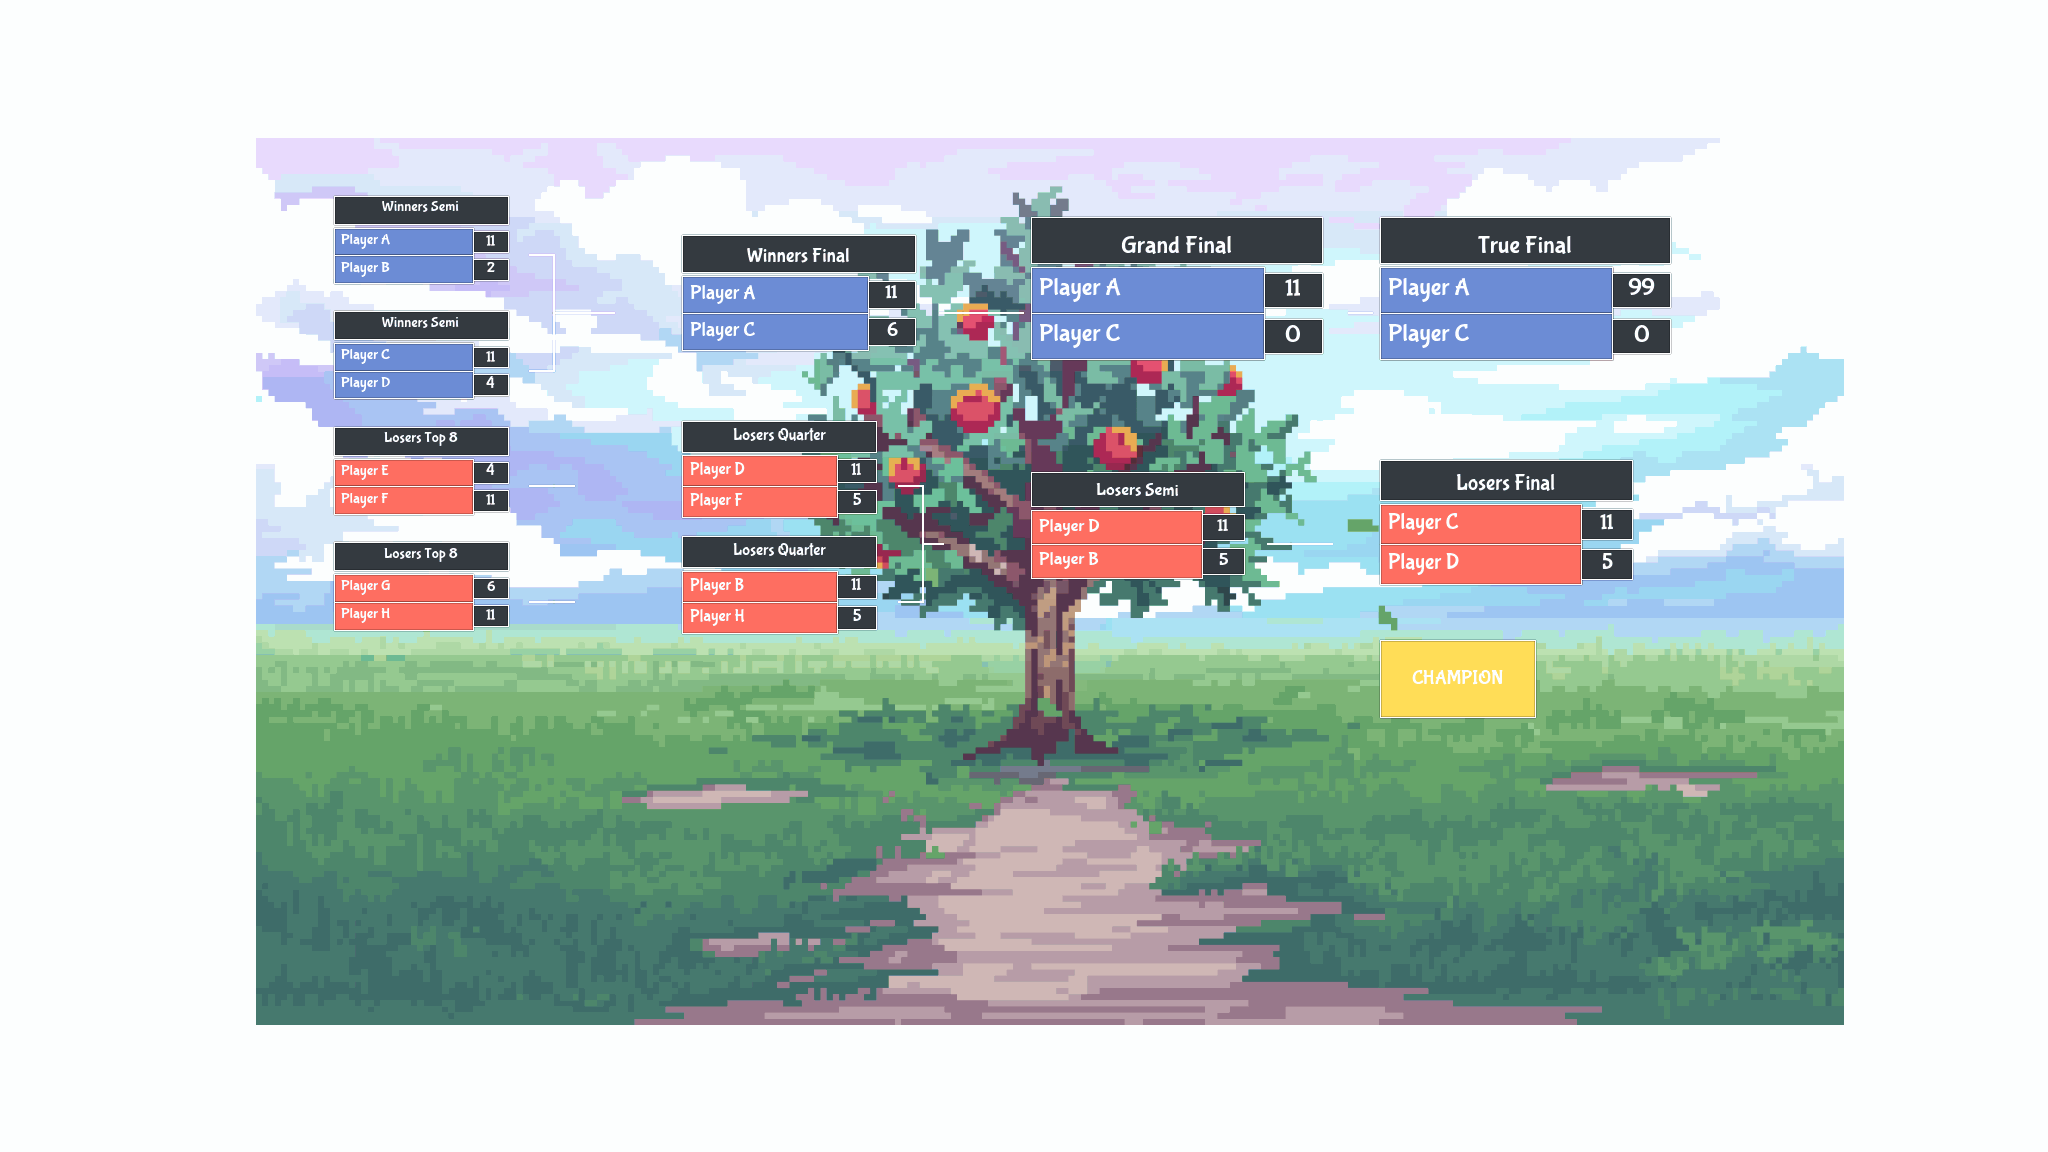 Winners Semi
Player A 11
Player B 2
Winners Semi
Player C 11
Player D 4
Losers Top 8
Player E 4
Player F 11
Losers Top 8
Player G 6
Player H 11
Winners Final
Player A 11
Player C 6
Losers Quarter
Player D 11
Player F 5
Losers Quarter
Player B 11
Player H 5
Grand Final
Player A 11
Player C 0
Losers Semi
Player D 11
Player B 5
True Final
Player A 99
Player C 0
Losers Final
Player C 11
Player D 5
CHAMPION